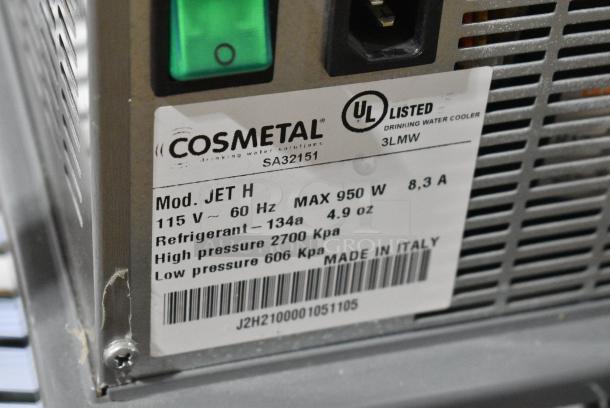 COSMETAL®
drinking water solutions
SA32151
UL LISTED
DRINKING WATER COOLER
3LMW
Mod. JET H
115 V ~ 60 Hz MAX 950 W 8,3 A
Refrigerant - 134a 4.9 oz
High pressure 2700 Kpa
Low pressure 606 Kpa MADE IN ITALY
J2H2100001051105